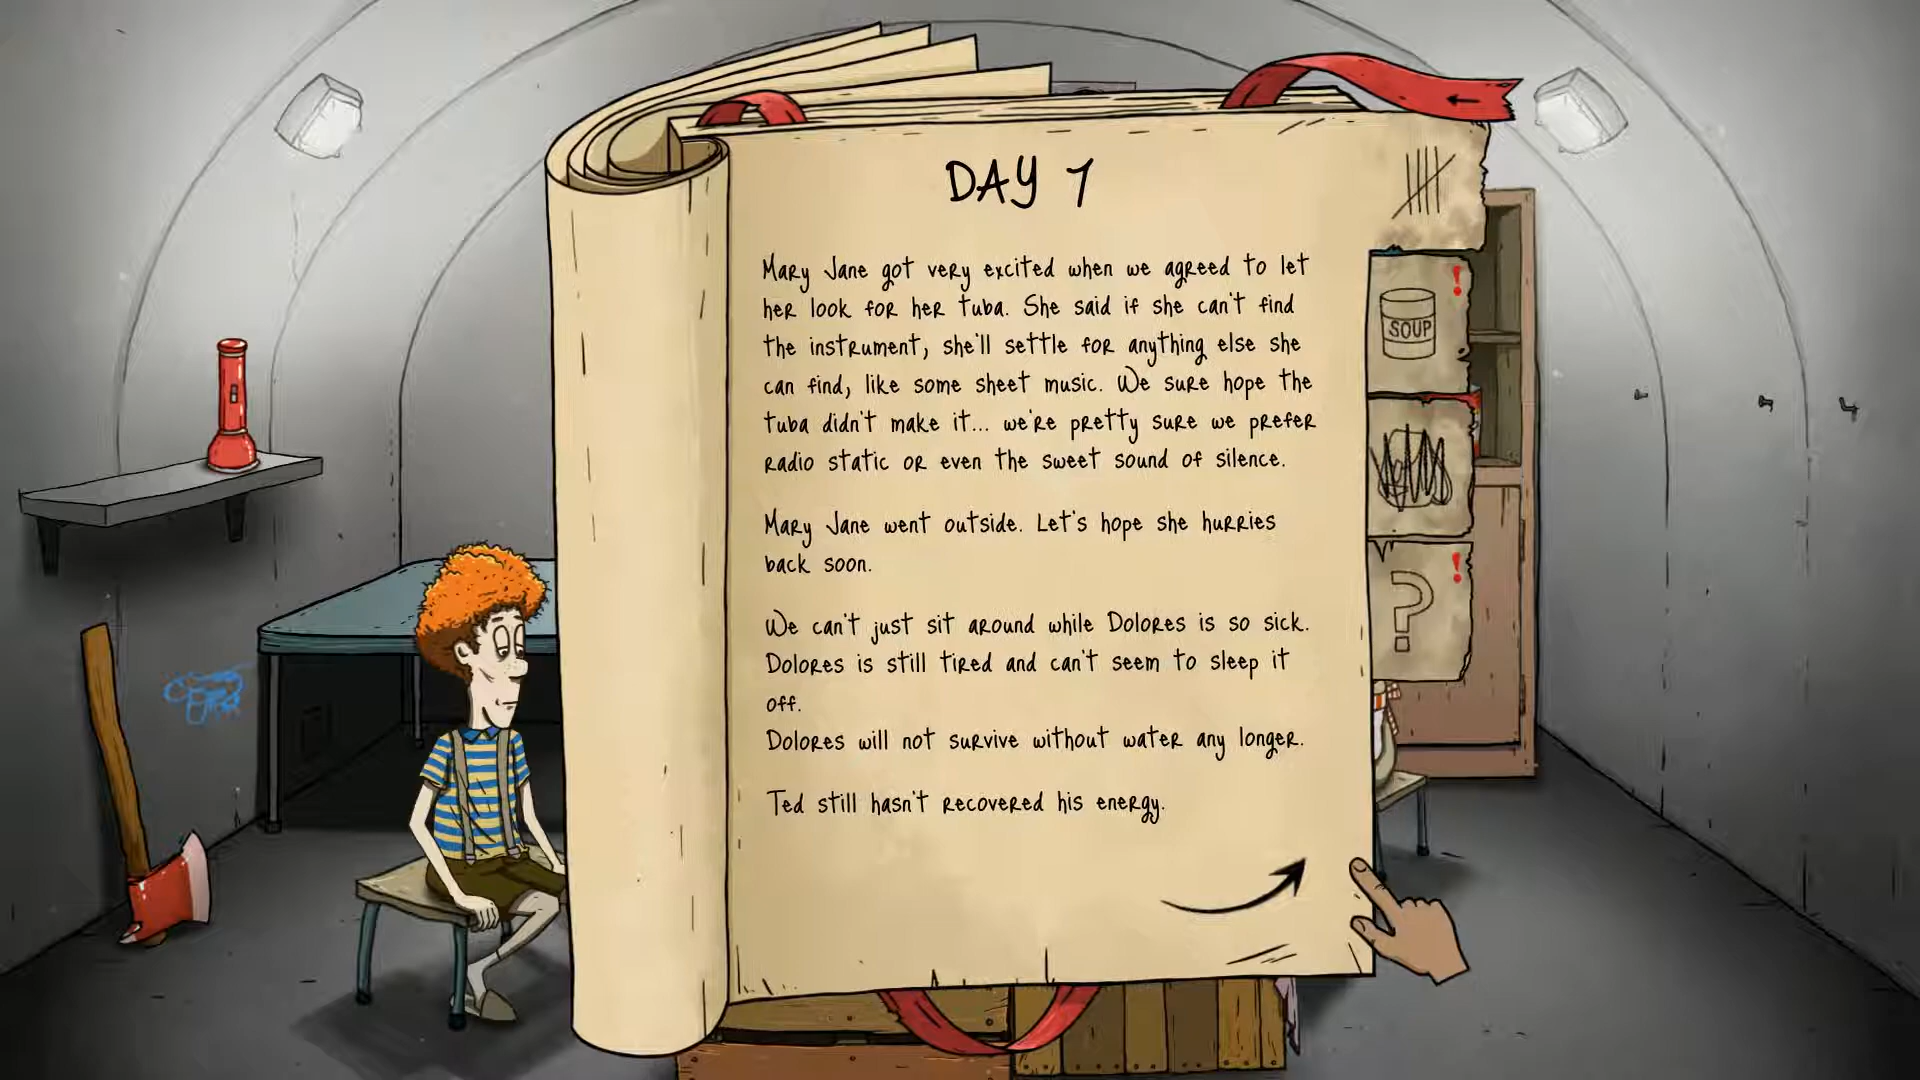 DAY 7
Mary Jane got very excited when we agreed to let
her look for her tuba. She said if she can't find
the instrument, she'll settle for anything else she
can find, like some sheet music. We sure hope the
tuba didn't make it... we're pretty sure we prefer
radio static or even the sweet sound of silence.
Mary Jane went outside. Let's hope she hurries
back soon.
We can't just sit around while Dolores is so sick.
Dolores is still tired and can't seem to sleep it
off.
Dolores will not survive without water any longer.
Ted still hasn't recovered his energy.
!
SOUP
!
?